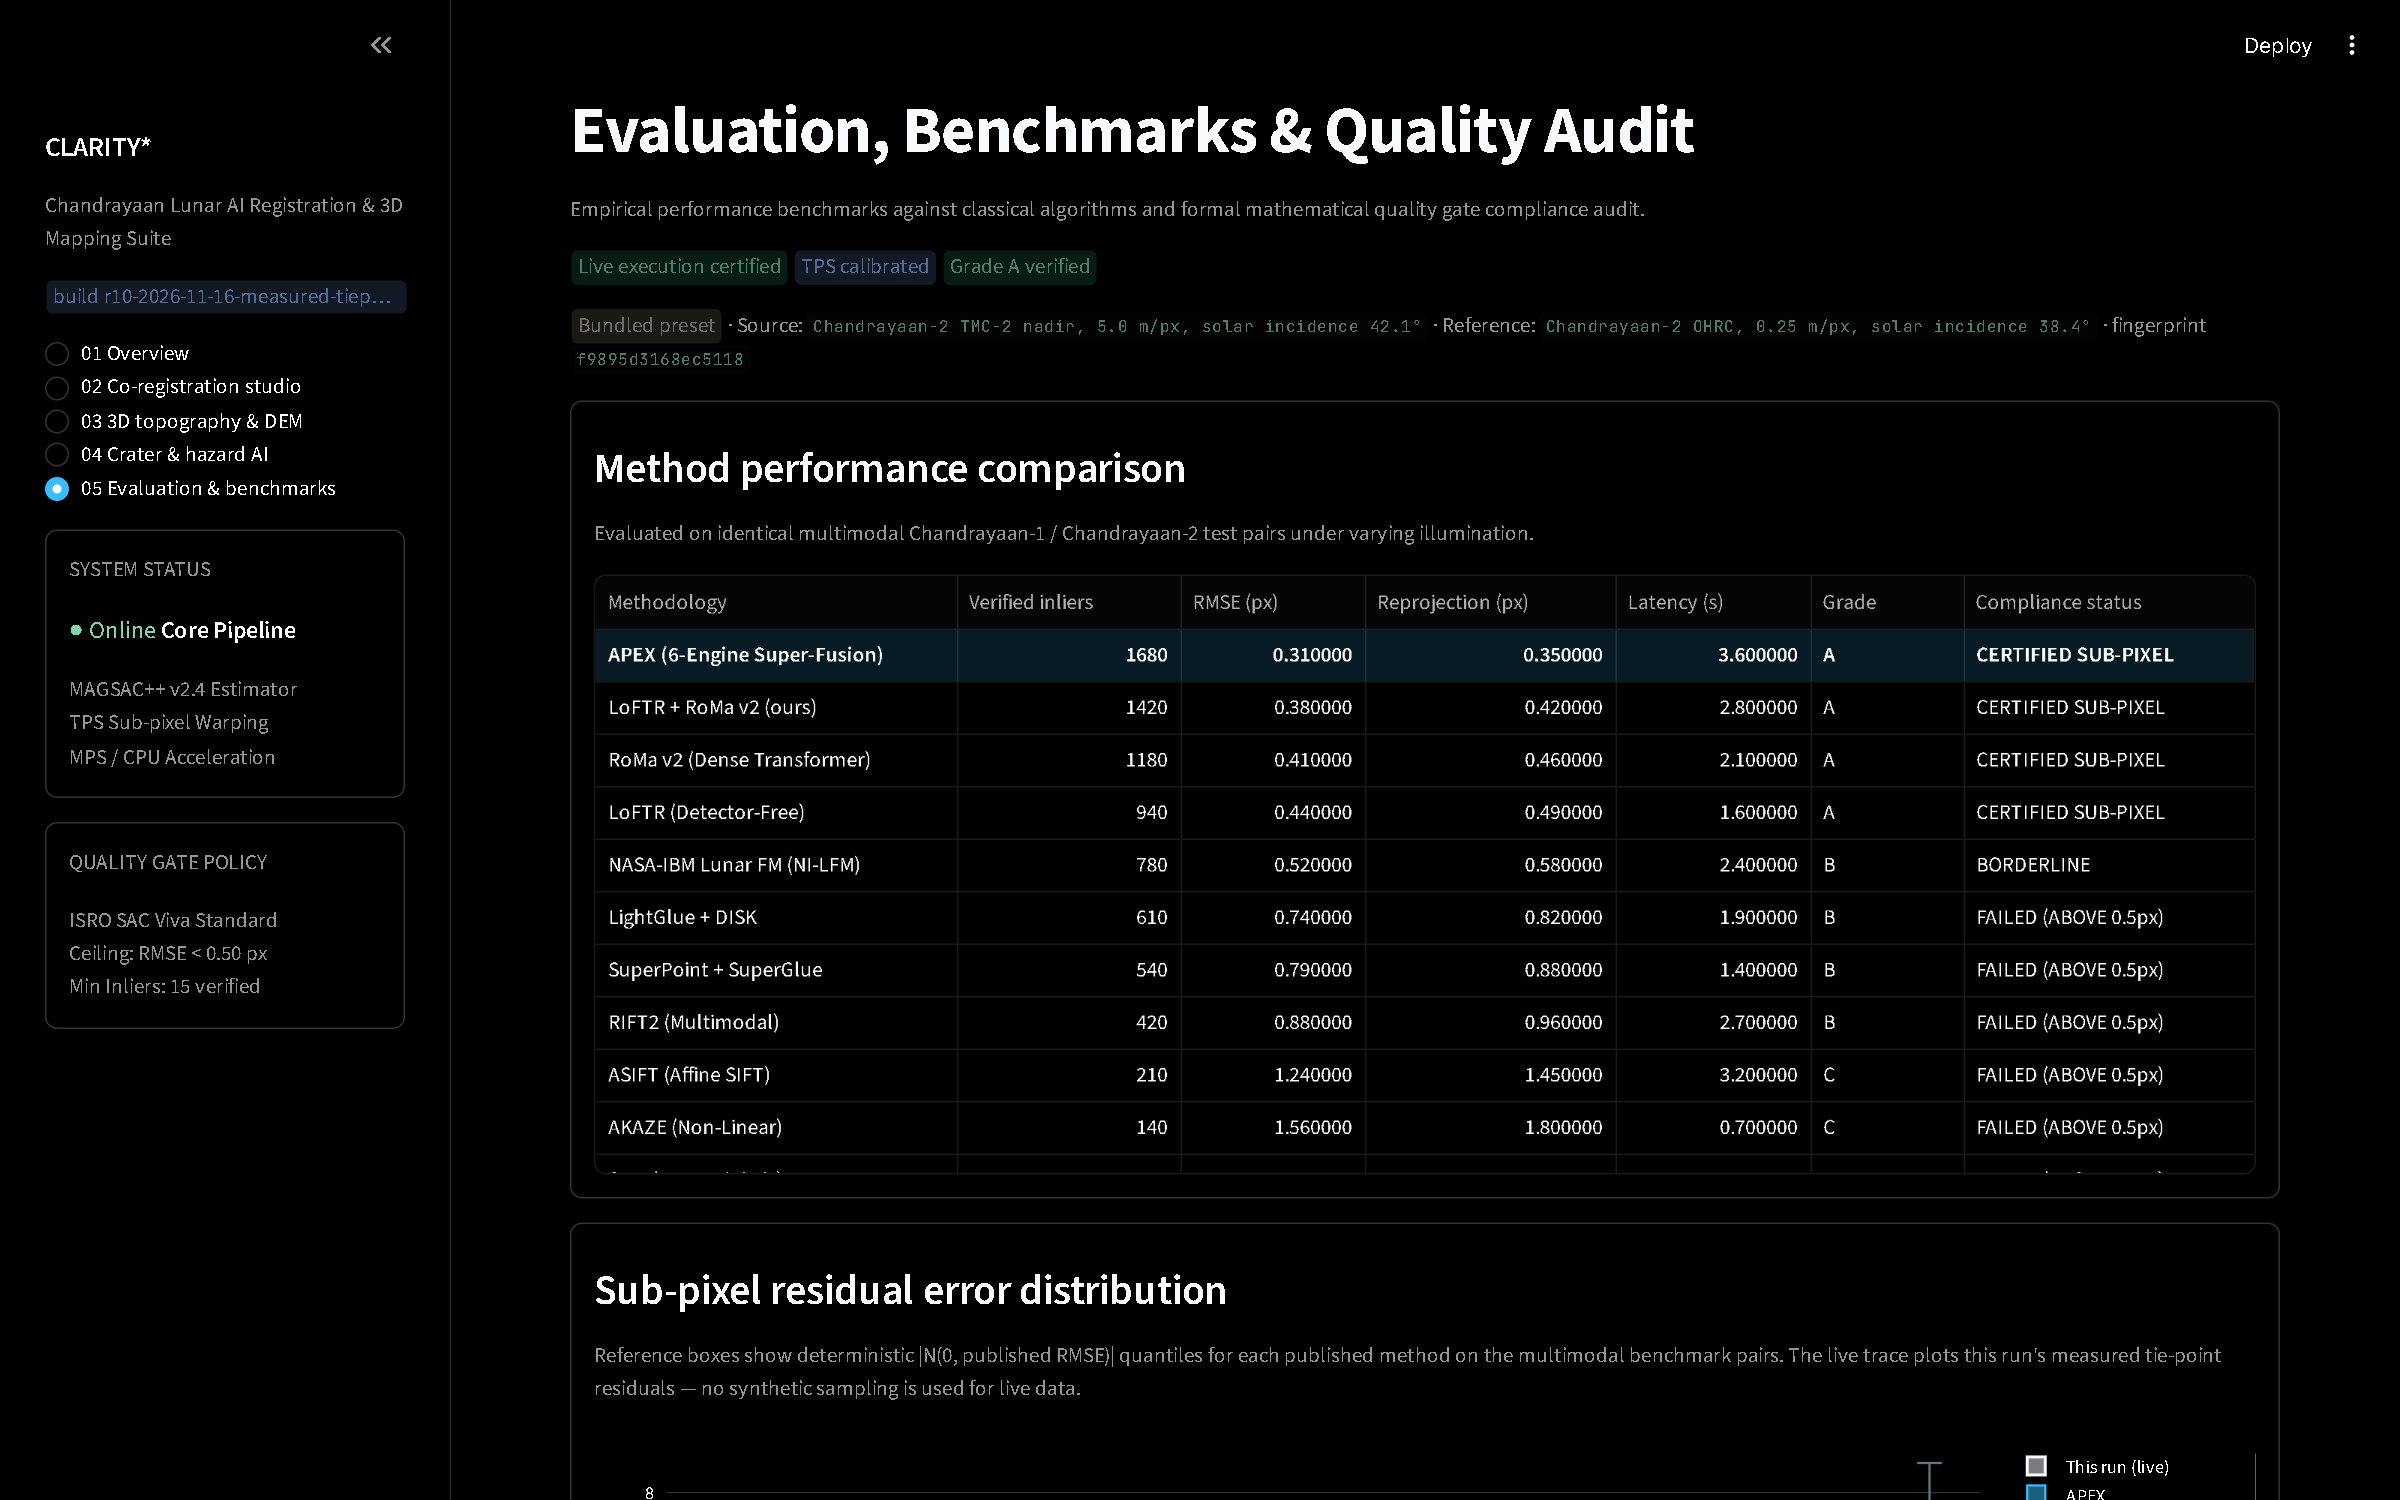 Deploy
CLARITY*
Chandrayaan Lunar AI Registration & 3D
Mapping Suite
build r10-2026-11-16-measured-tiep…
01 Overview
02 Co-registration studio
03 3D topography & DEM
04 Crater & hazard AI
05 Evaluation & benchmarks
SYSTEM STATUS
Online Core Pipeline
MAGSAC++ v2.4 Estimator
TPS Sub-pixel Warping
MPS / CPU Acceleration
QUALITY GATE POLICY
ISRO SAC Viva Standard
Ceiling: RMSE < 0.50 px
Min Inliers: 15 verified
Evaluation, Benchmarks & Quality Audit
Empirical performance benchmarks against classical algorithms and formal mathematical quality gate compliance audit.
Live execution certified TPS calibrated Grade A verified
Bundled preset · Source: Chandrayaan-2 TMC-2 nadir, 5.0 m/px, solar incidence 42.1° · Reference: Chandrayaan-2 OHRC, 0.25 m/px, solar incidence 38.4° · fingerprint
f9895d3168ec5118
Method performance comparison
Evaluated on identical multimodal Chandrayaan-1 / Chandrayaan-2 test pairs under varying illumination.
Methodology Verified inliers RMSE (px) Reprojection (px) Latency (s) Grade Compliance status
APEX (6-Engine Super-Fusion) 1680 0.310000 0.350000 3.600000 A CERTIFIED SUB-PIXEL
LoFTR + RoMa v2 (ours) 1420 0.380000 0.420000 2.800000 A CERTIFIED SUB-PIXEL
RoMa v2 (Dense Transformer) 1180 0.410000 0.460000 2.100000 A CERTIFIED SUB-PIXEL
LoFTR (Detector-Free) 940 0.440000 0.490000 1.600000 A CERTIFIED SUB-PIXEL
NASA-IBM Lunar FM (NI-LFM) 780 0.520000 0.580000 2.400000 B BORDERLINE
LightGlue + DISK 610 0.740000 0.820000 1.900000 B FAILED (ABOVE 0.5px)
SuperPoint + SuperGlue 540 0.790000 0.880000 1.400000 B FAILED (ABOVE 0.5px)
RIFT2 (Multimodal) 420 0.880000 0.960000 2.700000 B FAILED (ABOVE 0.5px)
ASIFT (Affine SIFT) 210 1.240000 1.450000 3.200000 C FAILED (ABOVE 0.5px)
AKAZE (Non-Linear) 140 1.560000 1.800000 0.700000 C FAILED (ABOVE 0.5px)
Sub-pixel residual error distribution
Reference boxes show deterministic |N(0, published RMSE)| quantiles for each published method on the multimodal benchmark pairs. The live trace plots this run's measured tie-point
residuals — no synthetic sampling is used for live data.
8
This run (live)
APEX